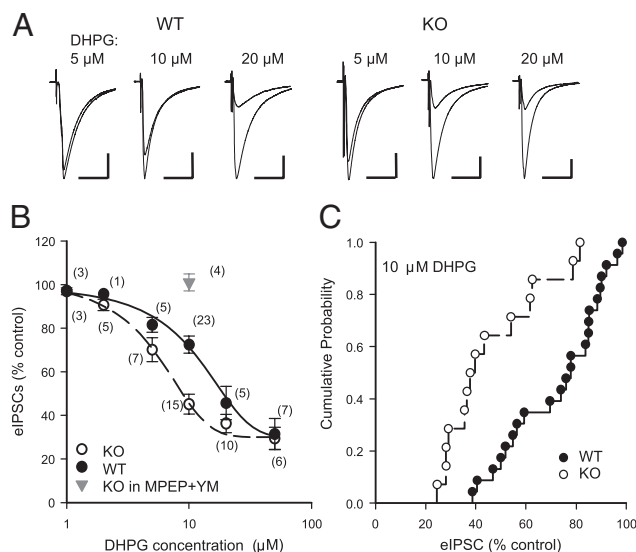 A
WT
KO
DHPG:
5 µM
10 µM
20 µM
5 µM
10 µM
20 µM
B
120
100
80
60
40
20
0
eIPSCs (% control)
(3)
(1)
(4)
(5)
(23)
(3)
(5)
(7)
(5)
(15)
(7)
(10)
(6)
KO
WT
KO in MPEP+YM
1
10
100
DHPG concentration (µM)
C
10 µM DHPG
1.0
0.8
0.6
0.4
0.2
0.0
Cumulative Probability
WT
KO
0
20
40
60
80
100
eIPSC (% control)